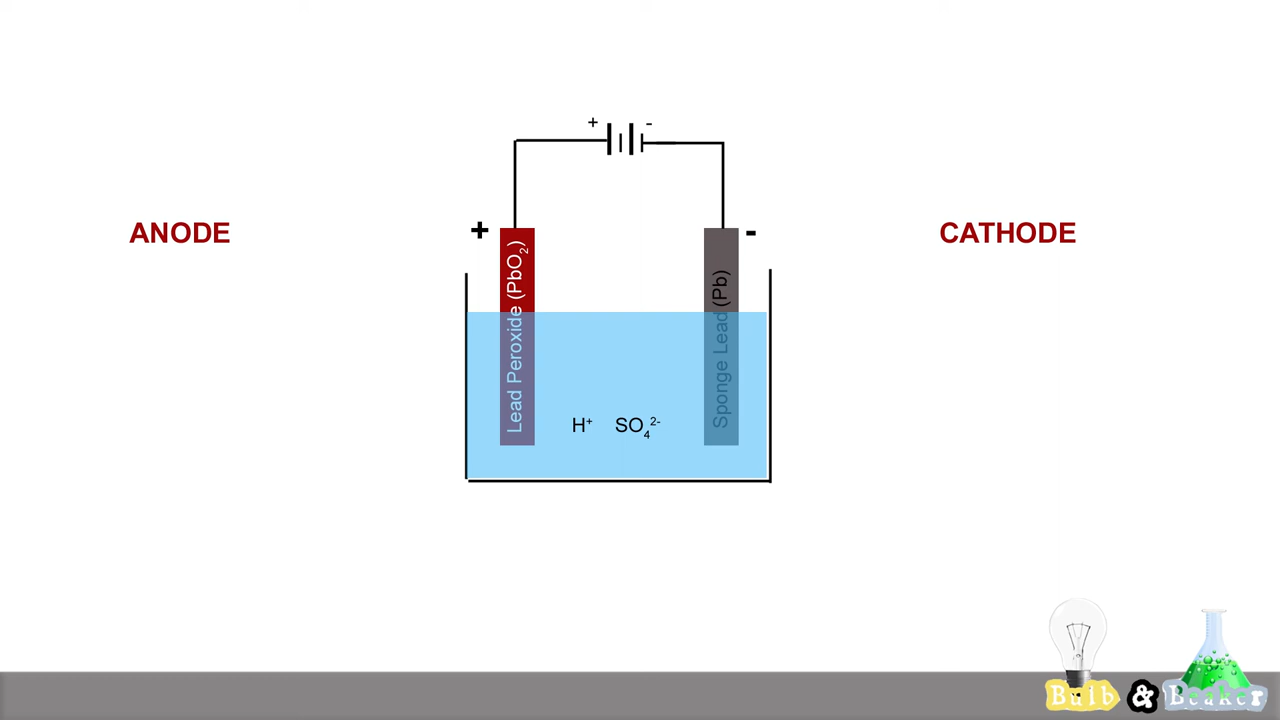 + -
ANODE
+
-
CATHODE
Lead Peroxide (PbO₂)
Sponge Lead (Pb)
H⁺ SO₄²⁻
Bulb & Beaker